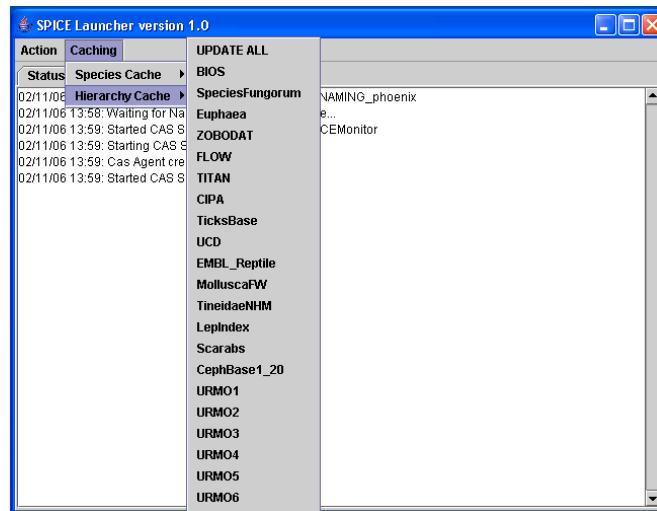 SPICE Launcher version 1.0
Action Caching
Status
Species Cache
Hierarchy Cache
UPDATE ALL
BIOS
SpeciesFungorum
Euphaea
ZOBODAT
FLOW
TITAN
CIPA
TicksBase
UCD
EMBL_Reptile
MolluscaFW
TineidaeNHM
LepIndex
Scarabs
CephBase1_20
URMO1
URMO2
URMO3
URMO4
URMO5
URMO6
02/11/06 NAMING_phoenix
02/11/06 13:58: Waiting for Na e...
02/11/06 13:59: Started CAS S CEMonitor
02/11/06 13:59: Starting CAS S
02/11/06 13:59: Cas Agent cre
02/11/06 13:59: Started CAS S